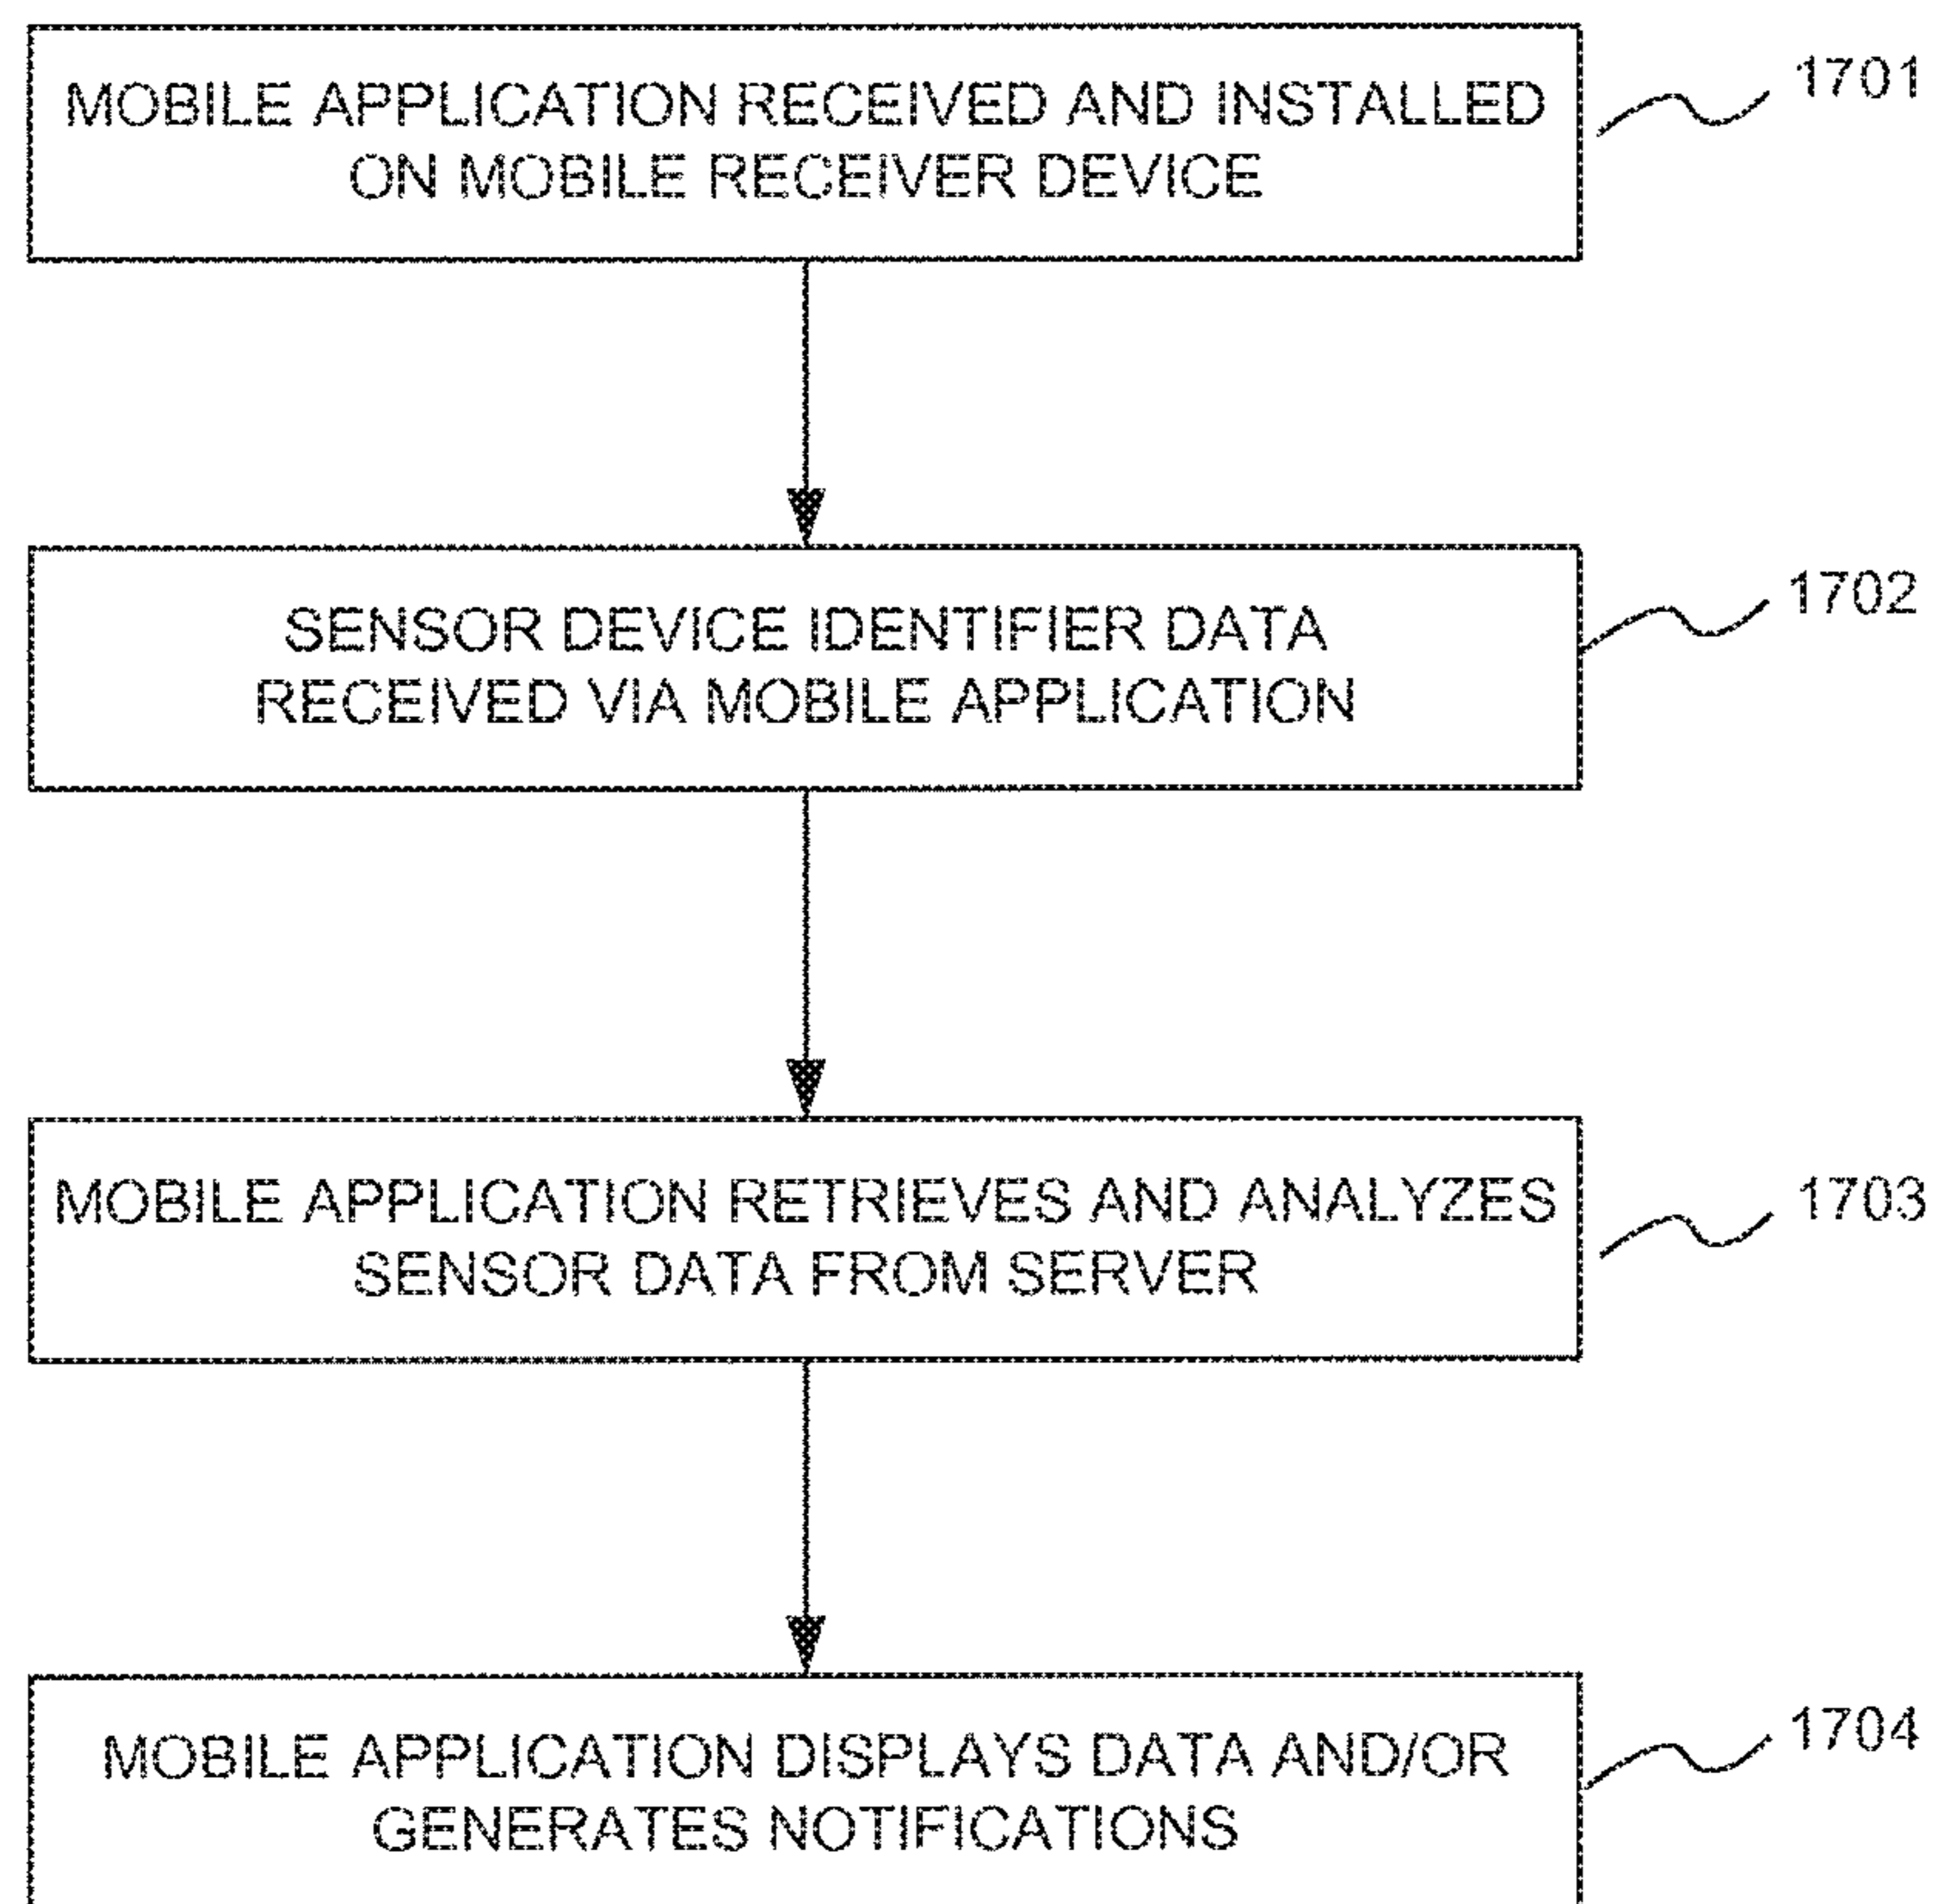 MOBILE APPLICATION RECEIVED AND INSTALLED
ON MOBILE RECEIVER DEVICE
1701
SENSOR DEVICE IDENTIFIER DATA
RECEIVED VIA MOBILE APPLICATION
1702
MOBILE APPLICATION RETRIEVES AND ANALYZES
SENSOR DATA FROM SERVER
1703
MOBILE APPLICATION DISPLAYS DATA AND/OR
GENERATES NOTIFICATIONS
1704